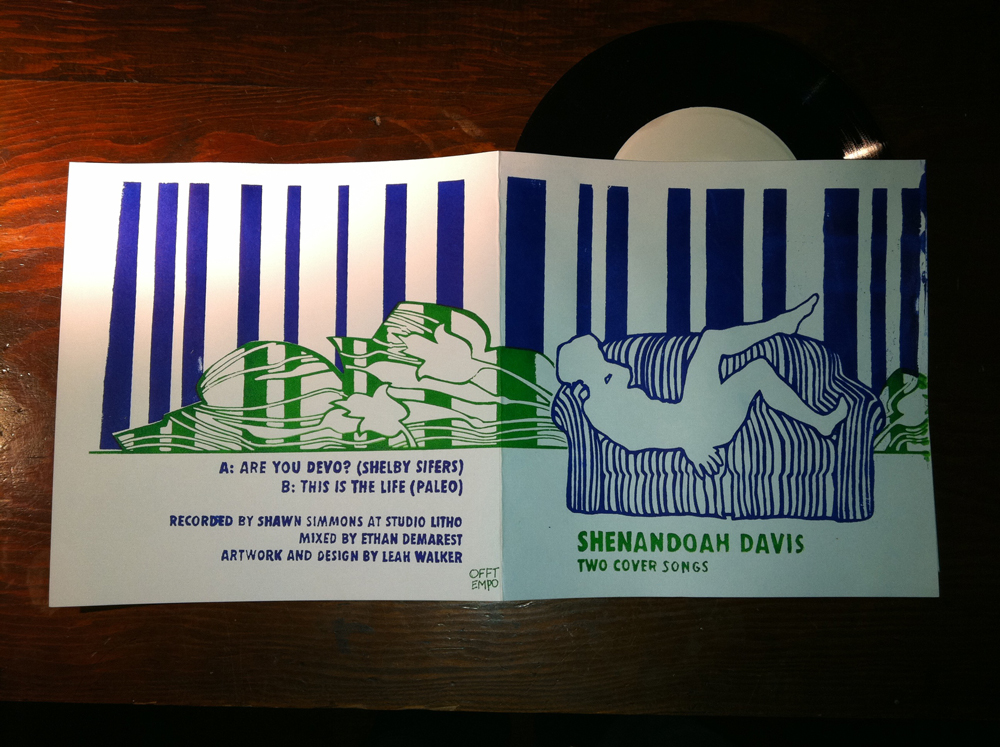 A: ARE YOU DEVO? (SHELBY SIFERS)
B: THIS IS THE LIFE (PALEO)
RECORDED BY SHAWN SIMMONS AT STUDIO LITHO
MIXED BY ETHAN DEMAREST
ARTWORK AND DESIGN BY LEAH WALKER
OFFT
EMPO
SHENANDOAH DAVIS
TWO COVER SONGS